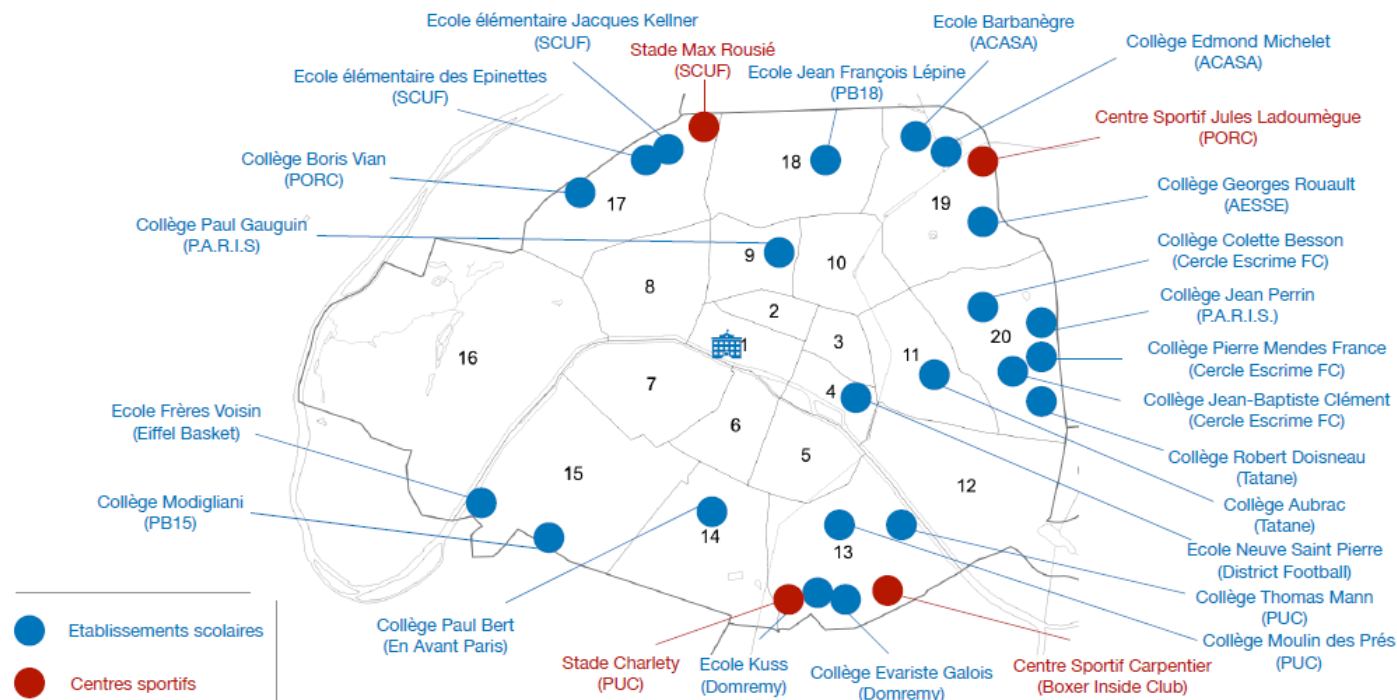 Ecole élémentaire Jacques Kellner
(SCUF)
Stade Max Rousié
(SCUF)
Ecole Barbanègre
(ACASA)
Collège Edmond Michelet
(ACASA)
Ecole élémentaire des Epinettes
(SCUF)
Ecole Jean François Lépine
(PB18)
Centre Sportif Jules Ladoumègue
(PORC)
Collège Boris Vian
(PORC)
Collège Georges Rouault
(AESSE)
Collège Paul Gauguin
(P.A.R.I.S)
Collège Colette Besson
(Cercle Escrime FC)
Collège Jean Perrin
(P.A.R.I.S.)
Collège Pierre Mendes France
(Cercle Escrime FC)
Collège Jean-Baptiste Clément
(Cercle Escrime FC)
Collège Robert Doisneau
(Tatane)
Collège Aubrac
(Tatane)
Ecole Neuve Saint Pierre
(District Football)
Collège Thomas Mann
(PUC)
Collège Moulin des Prés
(PUC)
Ecole Frères Voisin
(Eiffel Basket)
Collège Modigliani
(PB15)
Collège Paul Bert
(En Avant Paris)
Stade Charlety
(PUC)
Ecole Kuss
(Domremy)
Collège Evariste Galois
(Domremy)
Centre Sportif Carpentier
(Boxer Inside Club)
18
17
19
9
10
8
2
1
3
20
16
11
7
4
6
5
15
12
14
13
Etablissements scolaires
Centres sportifs